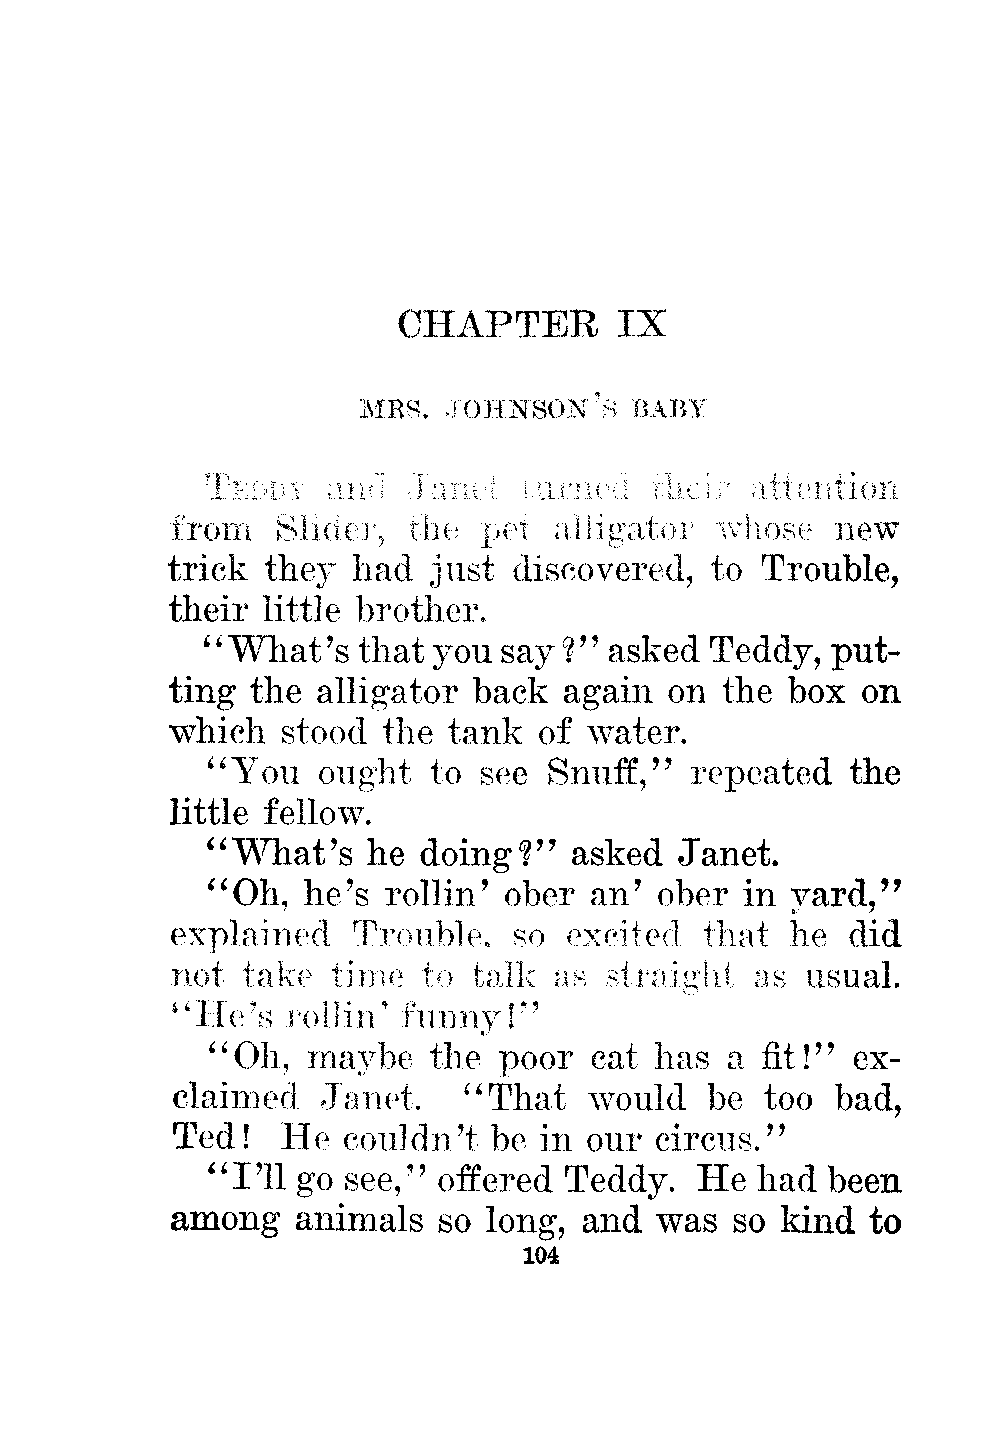 CHAPTER IX
MRS. JOHNSON'S BABY
Teddy and Janet turned their attention
from Slider, the pet alligator whose new
trick they had just discovered, to Trouble,
their little brother.
"What's that you say?" asked Teddy, put-
ting the alligator back again on the box on
which stood the tank of water.
"You ought to see Snuff," repeated the
little fellow.
"What's he doing?" asked Janet.
"Oh, he's rollin' ober an' ober in yard,"
explained Trouble, so excited that he did
not take time to talk as straight as usual.
"He's rollin' funny!"
"Oh, maybe the poor cat has a fit!" ex-
claimed Janet. "That would be too bad,
Ted! He couldn't be in our circus."
"I'll go see," offered Teddy. He had been
among animals so long, and was so kind to
104